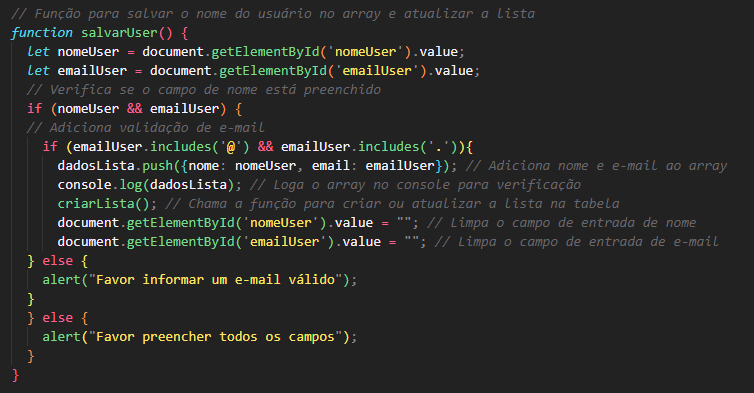 // Função para salvar o nome do usuário no array e atualizar a lista
function salvarUser() {
let nomeUser = document.getElementById('nomeUser').value;
let emailUser = document.getElementById('emailUser').value;
// Verifica se o campo de nome está preenchido
if (nomeUser && emailUser) {
// Adiciona validação de e-mail
if (emailUser.includes('@') && emailUser.includes('.')){
dadosLista.push({nome: nomeUser, email: emailUser}); // Adiciona nome e e-mail ao array
console.log(dadosLista); // Loga o array no console para verificação
criarLista(); // Chama a função para criar ou atualizar a lista na tabela
document.getElementById('nomeUser').value = ""; // Limpa o campo de entrada de nome
document.getElementById('emailUser').value = ""; // Limpa o campo de entrada de e-mail
} else {
alert("Favor informar um e-mail válido");
}
} else {
alert("Favor preencher todos os campos");
}
}